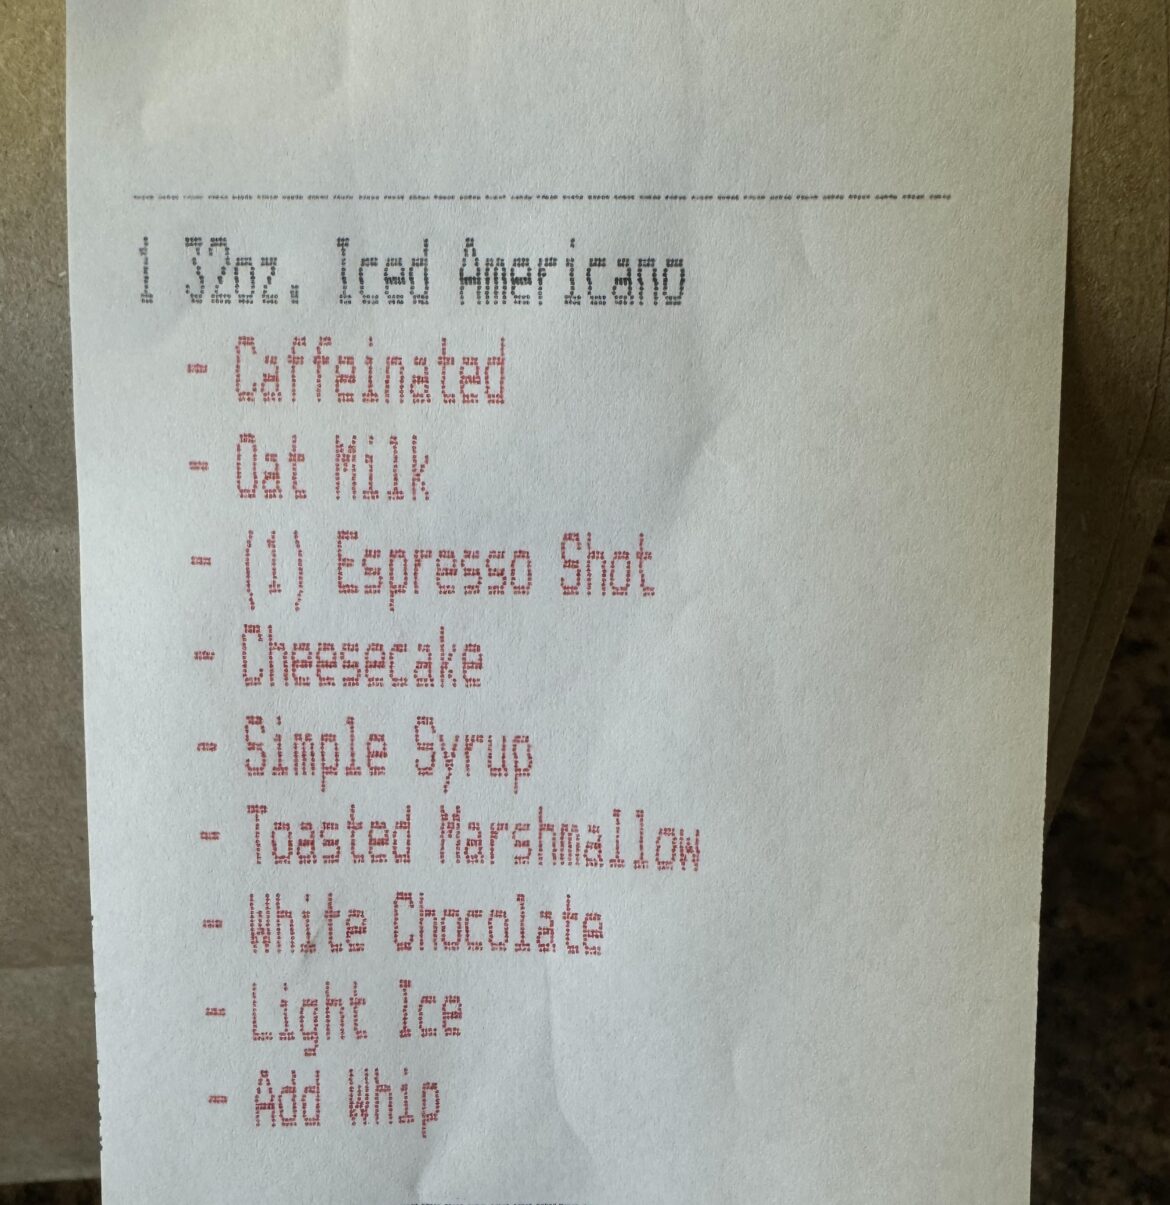 1 32oz. Iced Americano
- Caffeinated
- Oat Milk
- (1) Espresso Shot
- Cheesecake
- Simple Syrup
- Toasted Marshmallow
- White Chocolate
- Light Ice
- Add Whip